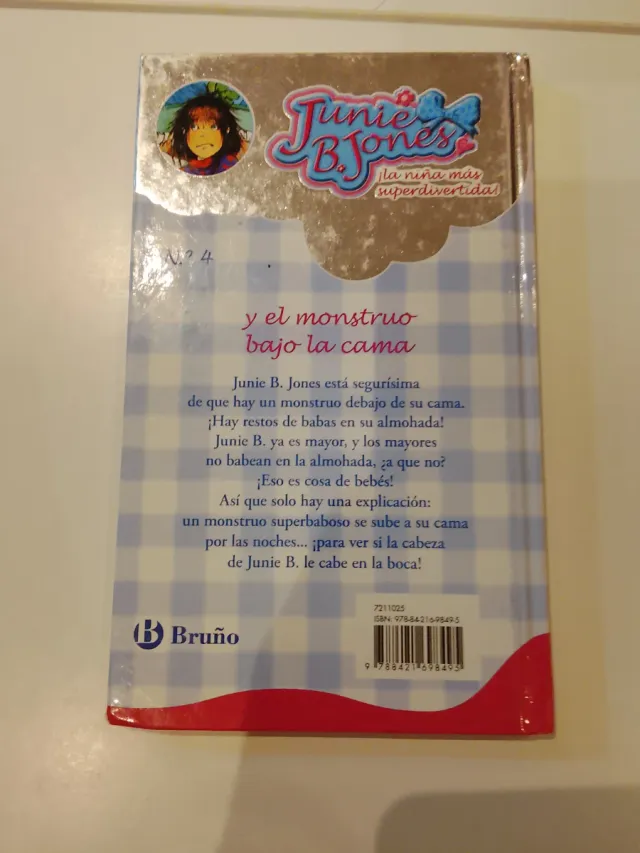 Junie
B. Jones
¡la niña más
superdivertida!
N.º 4
y el monstruo
bajo la cama
Junie B. Jones está segurísima
de que hay un monstruo debajo de su cama.
¡Hay restos de babas en su almohada!
Junie B. ya es mayor, y los mayores
no babean en la almohada, ¿a que no?
¡Eso es cosa de bebés!
Así que solo hay una explicación:
un monstruo superbaboso se sube a su cama
por las noches... ¡para ver si la cabeza
de Junie B. le cabe en la boca!
7211025
ISBN: 978-84-216-9849-5
B Bruño
9 788421 698495